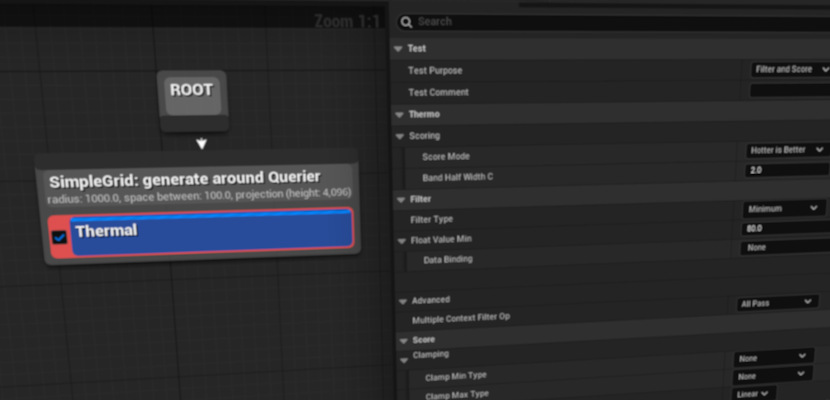 Zoom 1:1
ROOT
SimpleGrid: generate around Querier
radius: 1000.0, space between: 100.0, projection (height: 4,096)
Thermal
Search
Test
Test Purpose
Filter and Score
Test Comment
Thermo
Scoring
Score Mode
Hotter is Better
Band Half Width C
2.0
Filter
Filter Type
Minimum
Float Value Min
80.0
Data Binding
None
Advanced
Multiple Context Filter Op
All Pass
Score
Clamping
Clamp Min Type
None
Clamp Max Type
None
Linear